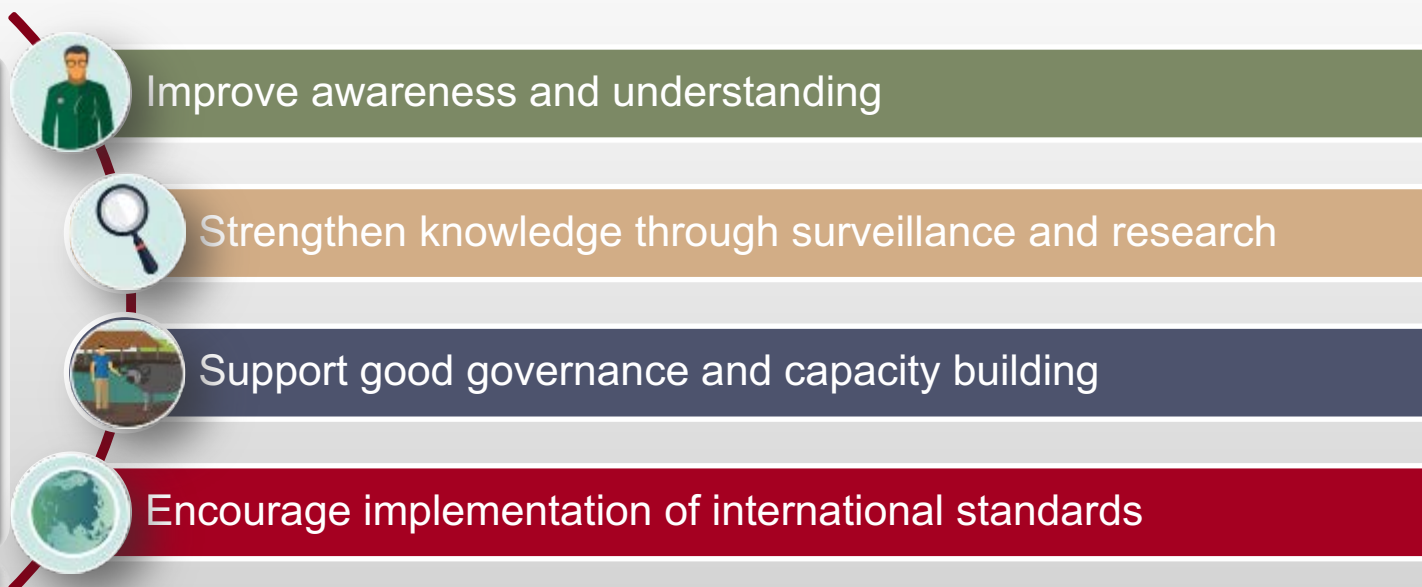 Improve awareness and understanding
Strengthen knowledge through surveillance and research
Support good governance and capacity building
Encourage implementation of international standards